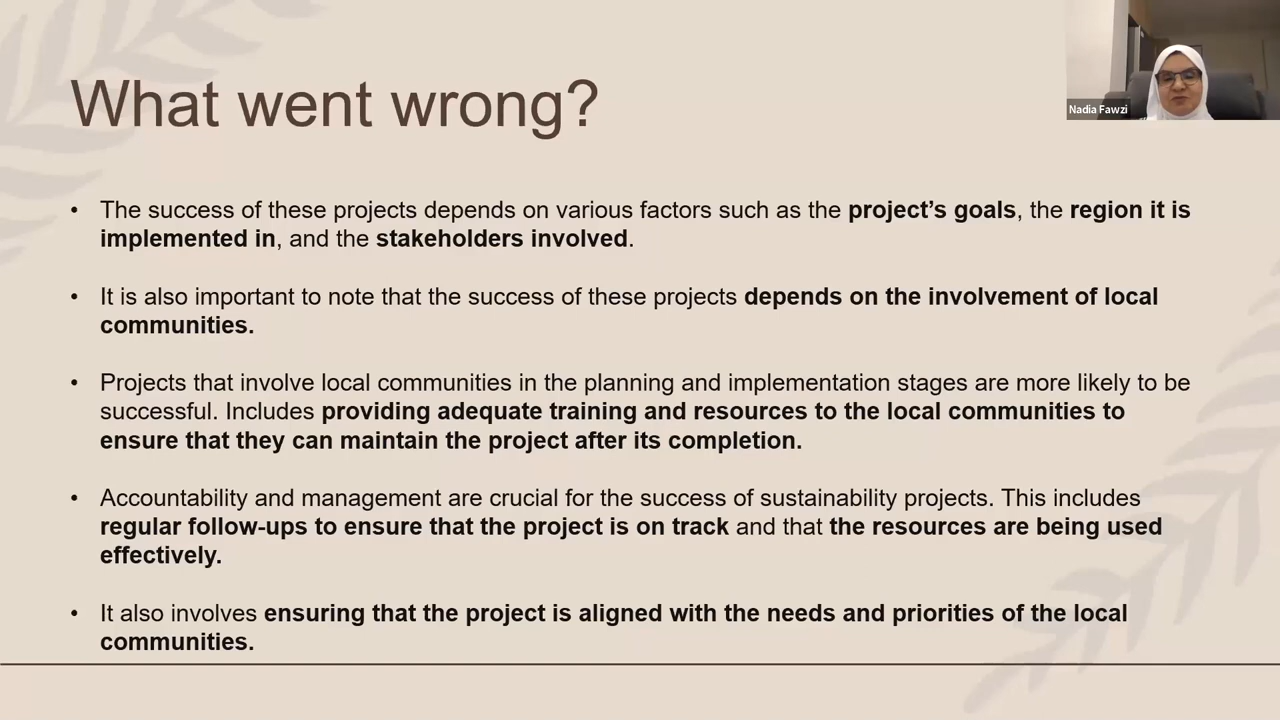 What went wrong?
Nadia Fawzi
• The success of these projects depends on various factors such as the project’s goals, the region it is
implemented in, and the stakeholders involved.
• It is also important to note that the success of these projects depends on the involvement of local
communities.
• Projects that involve local communities in the planning and implementation stages are more likely to be
successful. Includes providing adequate training and resources to the local communities to
ensure that they can maintain the project after its completion.
• Accountability and management are crucial for the success of sustainability projects. This includes
regular follow-ups to ensure that the project is on track and that the resources are being used
effectively.
• It also involves ensuring that the project is aligned with the needs and priorities of the local
communities.